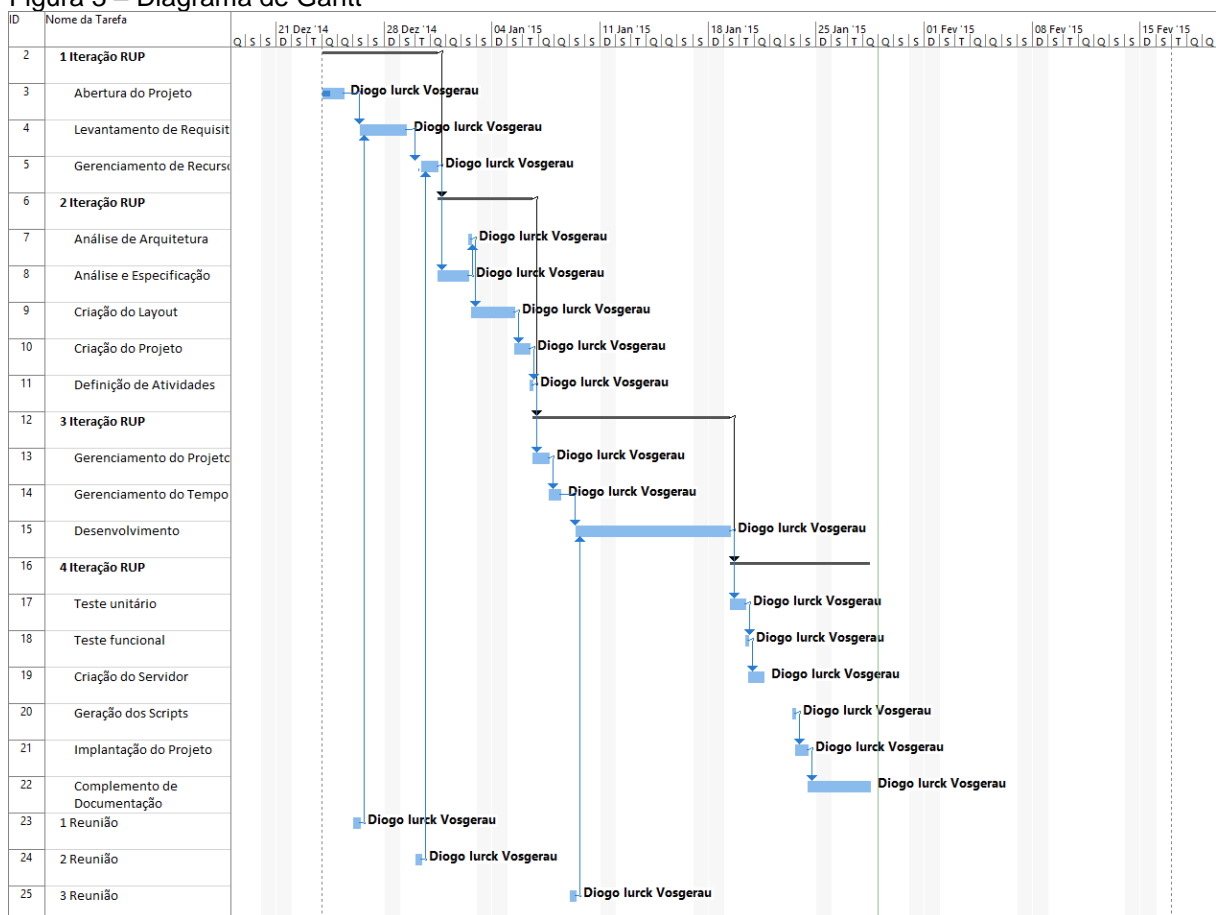 Figura – Diagrama de Gantt
ID Nome da Tarefa
21 Dez '14 28 Dez '14 04 Jan '15 11 Jan '15 18 Jan '15 25 Jan '15 01 Fev '15 08 Fev '15 15 Fev '15
Q S S D S T Q Q S S D S T Q Q S S D S T Q Q S S D S T Q Q S S D S T Q Q S S D S T Q Q S S D S T Q Q S S D S T Q Q S S D S T Q Q
2 1 Iteração RUP
3 Abertura do Projeto Diogo Iurck Vosgerau
4 Levantamento de Requisit Diogo Iurck Vosgerau
5 Gerenciamento de Recurso Diogo Iurck Vosgerau
6 2 Iteração RUP
7 Análise de Arquitetura Diogo Iurck Vosgerau
8 Análise e Especificação Diogo Iurck Vosgerau
9 Criação do Layout Diogo Iurck Vosgerau
10 Criação do Projeto Diogo Iurck Vosgerau
11 Definição de Atividades Diogo Iurck Vosgerau
12 3 Iteração RUP
13 Gerenciamento do Projeto Diogo Iurck Vosgerau
14 Gerenciamento do Tempo Diogo Iurck Vosgerau
15 Desenvolvimento Diogo Iurck Vosgerau
16 4 Iteração RUP
17 Teste unitário Diogo Iurck Vosgerau
18 Teste funcional Diogo Iurck Vosgerau
19 Criação do Servidor Diogo Iurck Vosgerau
20 Geração dos Scripts Diogo Iurck Vosgerau
21 Implantação do Projeto Diogo Iurck Vosgerau
22 Complemento de Diogo Iurck Vosgerau
Documentação
23 1 Reunião Diogo Iurck Vosgerau
24 2 Reunião Diogo Iurck Vosgerau
25 3 Reunião Diogo Iurck Vosgerau